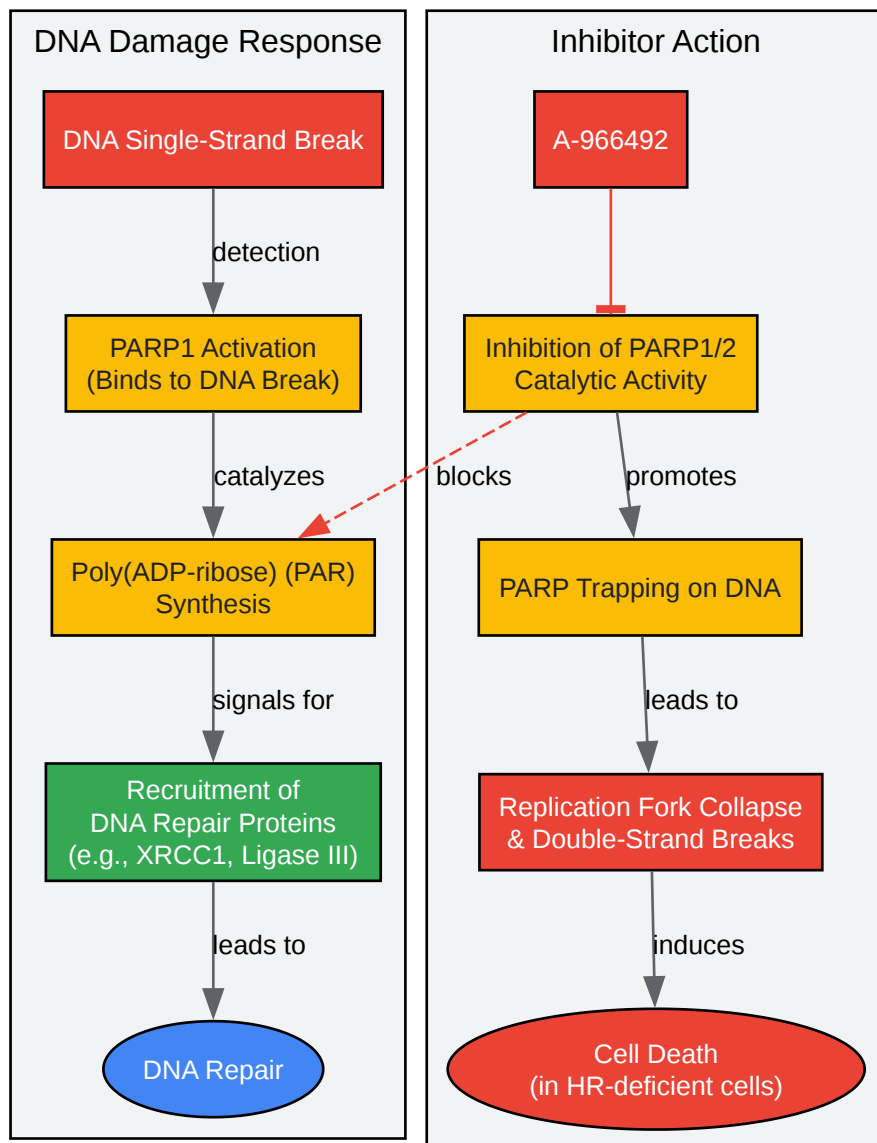 DNA Damage Response
DNA Single-Strand Break
detection
PARP1 Activation
(Binds to DNA Break)
catalyzes
Poly(ADP-ribose) (PAR)
Synthesis
signals for
Recruitment of
DNA Repair Proteins
(e.g., XRCC1, Ligase III)
leads to
DNA Repair
Inhibitor Action
A-966492
Inhibition of PARP1/2
Catalytic Activity
blocks
promotes
PARP Trapping on DNA
leads to
Replication Fork Collapse
& Double-Strand Breaks
induces
Cell Death
(in HR-deficient cells)